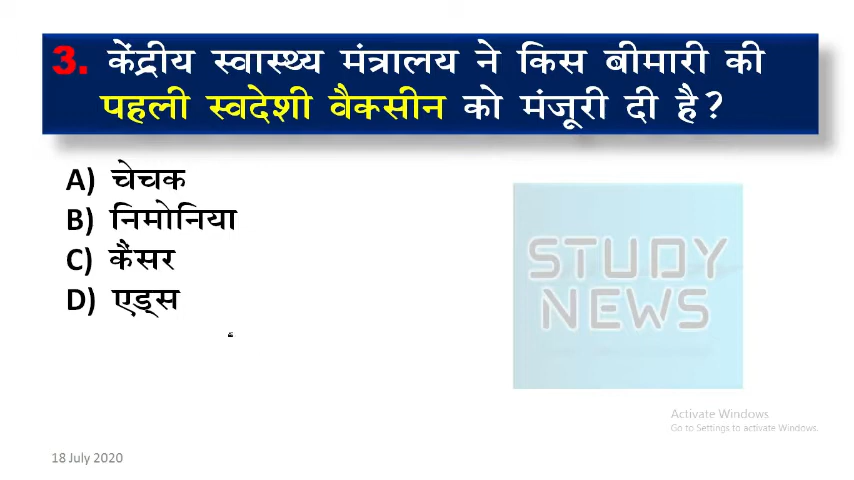 3. केंद्रीय स्वास्थ्य मंत्रालय ने किस बीमारी की
पहली स्वदेशी वैक्सीन को मंजूरी दी है?
A) चेचक
B) निमोनिया
C) कैंसर
D) एड्स
STUDY
NEWS
Activate Windows
Go to Settings to activate Windows.
18 July 2020